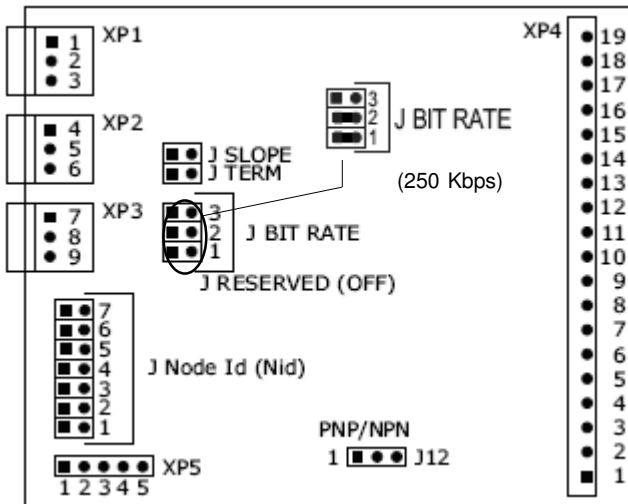 XP1
1
2
3
XP2
4
5
6
XP3
7
8
9
J SLOPE
J TERM
3
2
1
J BIT RATE
J RESERVED (OFF)
3
2
1
J BIT RATE
(250 Kbps)
7
6
5
4
3
2
1
J Node Id (Nid)
XP5
1 2 3 4 5
PNP/NPN
1
J12
XP4
19
18
17
16
15
14
13
12
11
10
9
8
7
6
5
4
3
2
1